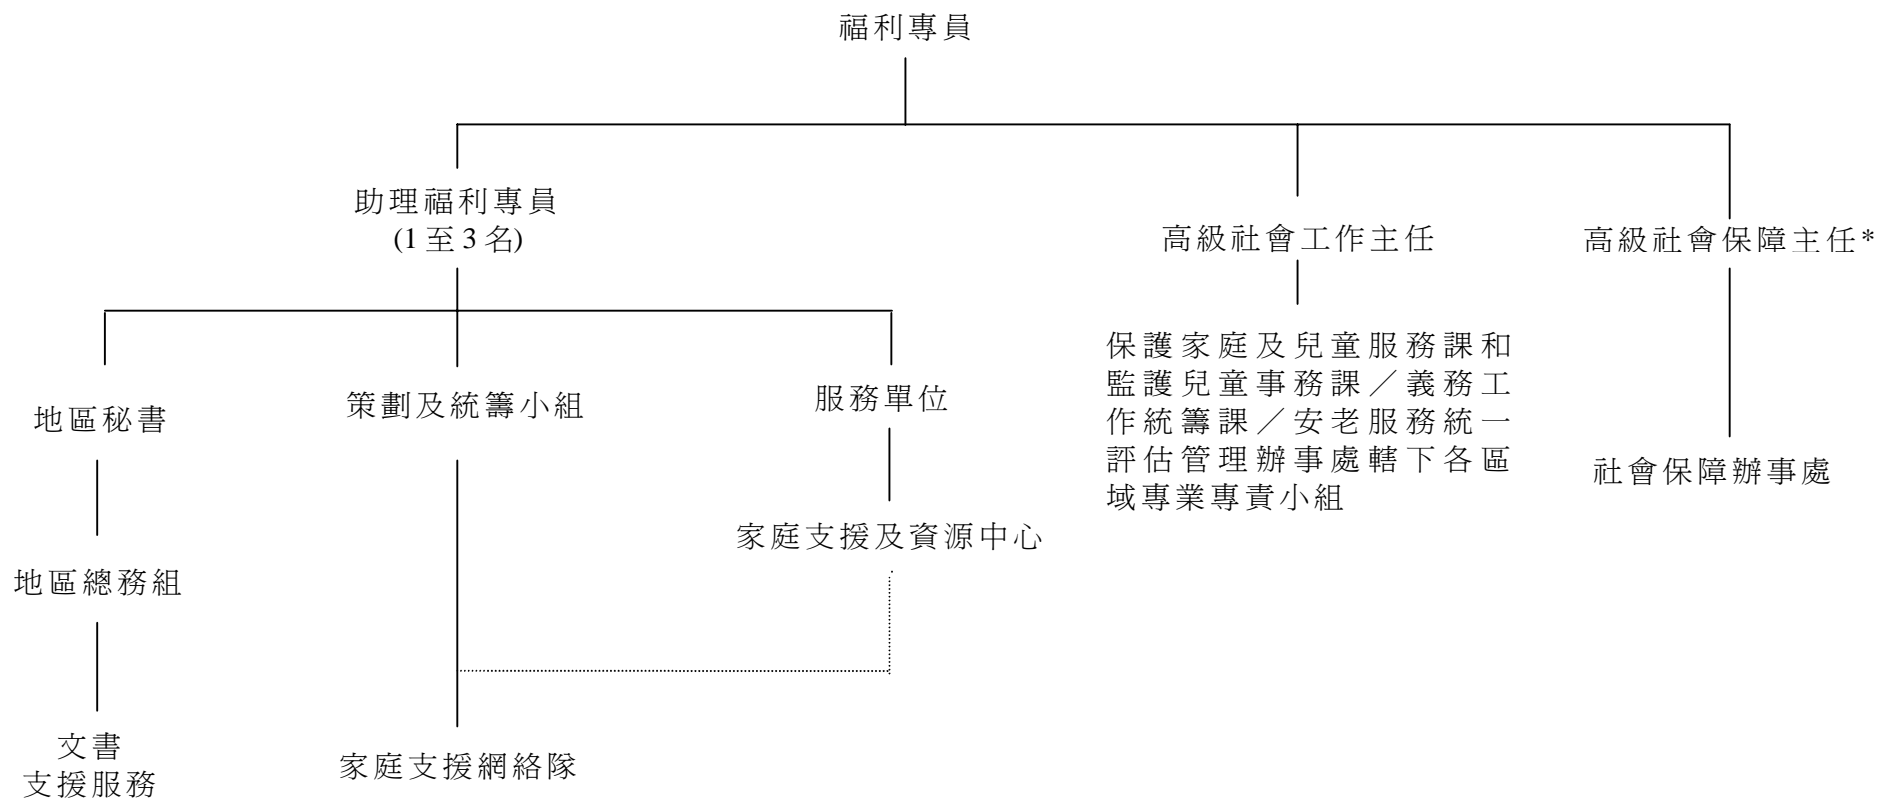 福利專員
助理福利專員
(1 至 3 名)
高級社會工作主任
高級社會保障主任*
地區秘書
策劃及統籌小組
服務單位
保護家庭及兒童服務課和
監護兒童事務課／義務工
作統籌課／安老服務統一
評估管理辦事處轄下各區
域專業專責小組
社會保障辦事處
家庭支援及資源中心
地區總務組
文書
支援服務
家庭支援網絡隊